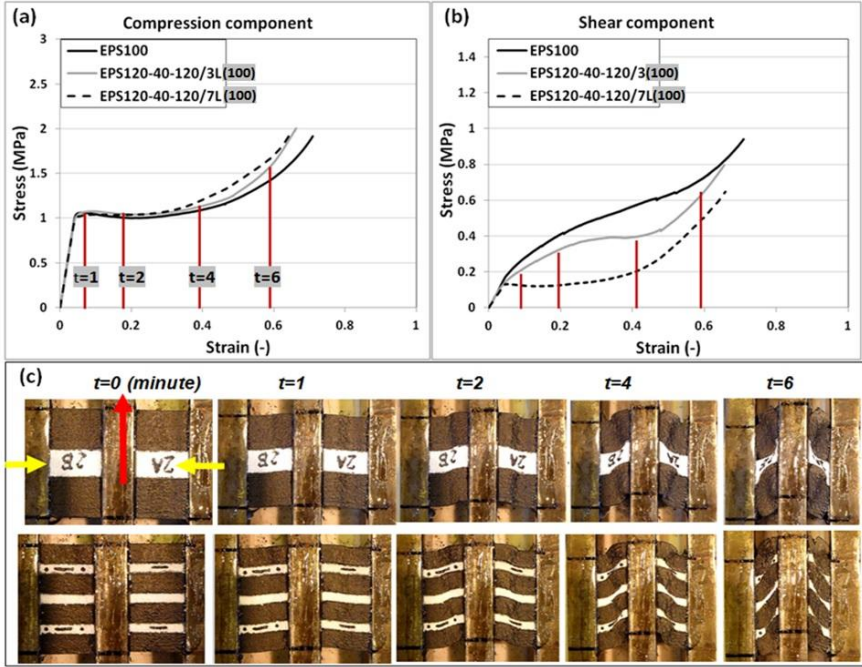 (a)
Compression component
EPS100
EPS120-40-120/3L(100)
EPS120-40-120/7L(100)
3
2.5
2
1.5
1
0.5
0
Stress (MPa)
t=1
t=2
t=4
t=6
0
0.2
0.4
0.6
0.8
1
Strain (-)
(b)
Shear component
EPS100
EPS120-40-120/3(100)
EPS120-40-120/7L(100)
1.4
1.2
1
0.8
0.6
0.4
0.2
0
Stress (MPa)
0
0.2
0.4
0.6
0.8
1
Strain (-)
(c)
t=0 (minute)
t=1
t=2
t=4
t=6
2B
2A
2B
2A
2B
2A
2B
2A